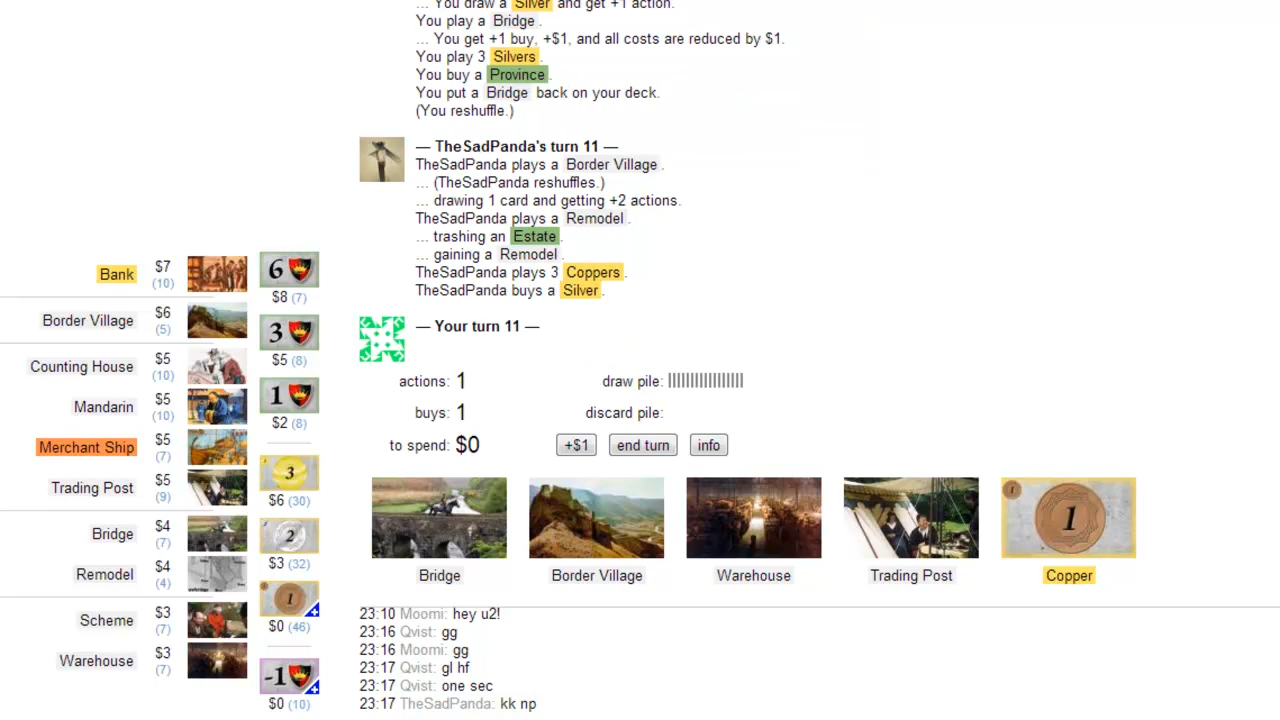 ... You draw a Silver and get +1 action.
You play a Bridge.
... You get +1 buy, +$1, and all costs are reduced by $1.
You play 3 Silvers.
You buy a Province.
You put a Bridge back on your deck.
(You reshuffle.)
— TheSadPanda's turn 11 —
TheSadPanda plays a Border Village.
... (TheSadPanda reshuffles.)
... drawing 1 card and getting +2 actions.
TheSadPanda plays a Remodel.
... trashing an Estate.
... gaining a Remodel.
TheSadPanda plays 3 Coppers.
TheSadPanda buys a Silver.
— Your turn 11 —
actions: 1 draw pile:
buys: 1 discard pile:
to spend: $0 +$1 end turn info
Bridge Border Village Warehouse Trading Post Copper
1 1
23:10 Moomi: hey u2!
23:16 Qvist: gg
23:16 Moomi: gg
23:17 Qvist: gl hf
23:17 Qvist: one sec
23:17 TheSadPanda: kk np
Bank $7 (10)
Border Village $6 (5)
Counting House $5 (10)
Mandarin $5 (10)
Merchant Ship $5 (7)
Trading Post $5 (9)
Bridge $4 (7)
Remodel $4 (4)
Scheme $3 (7)
Warehouse $3 (7)
6
$8 (7)
3
$5 (8)
1
$2 (8)
3
$6 (30)
2
$3 (32)
1
$0 (46)
-1
$0 (10)